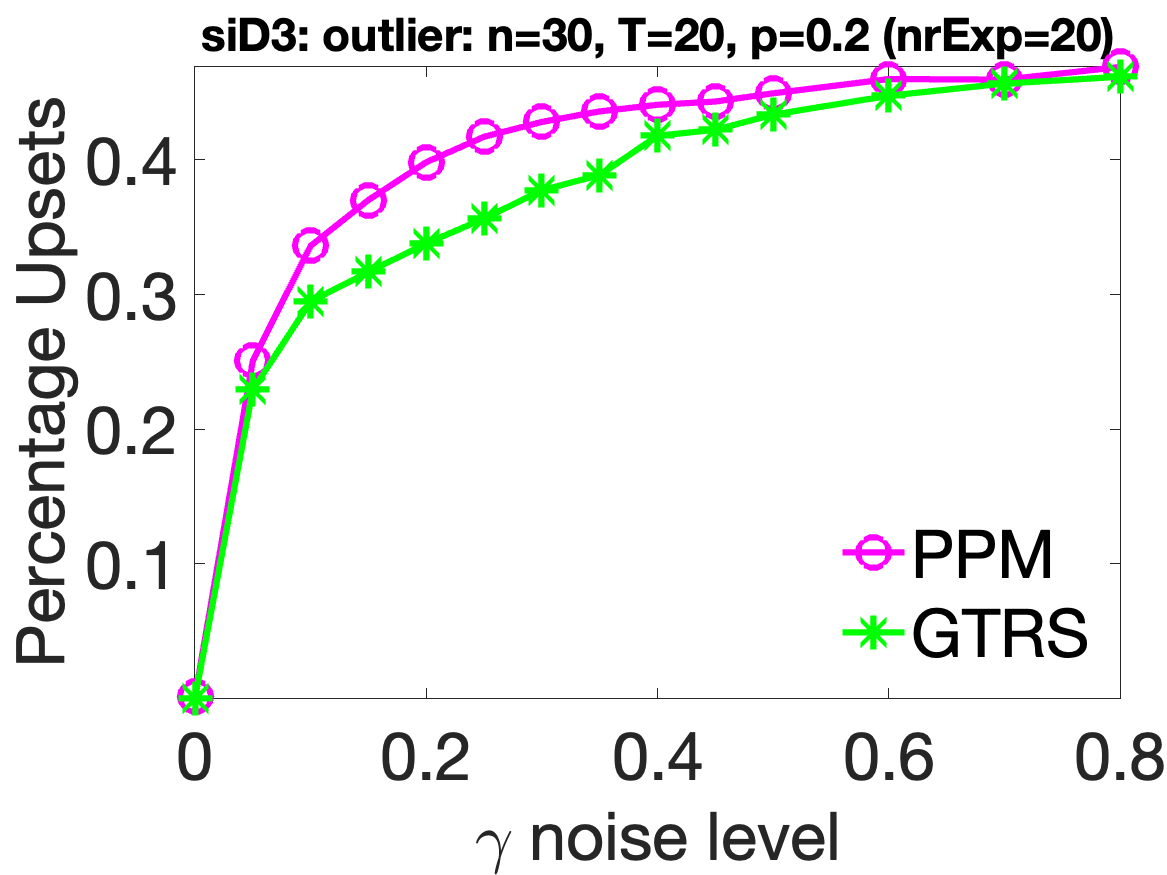 siD3: outlier: n=30, T=20, p=0.2 (nrExp=20)
Percentage Upsets
0.4
0.3
0.2
0.1
PPM
GTRS
0 0.2 0.4 0.6 0.8
γ noise level